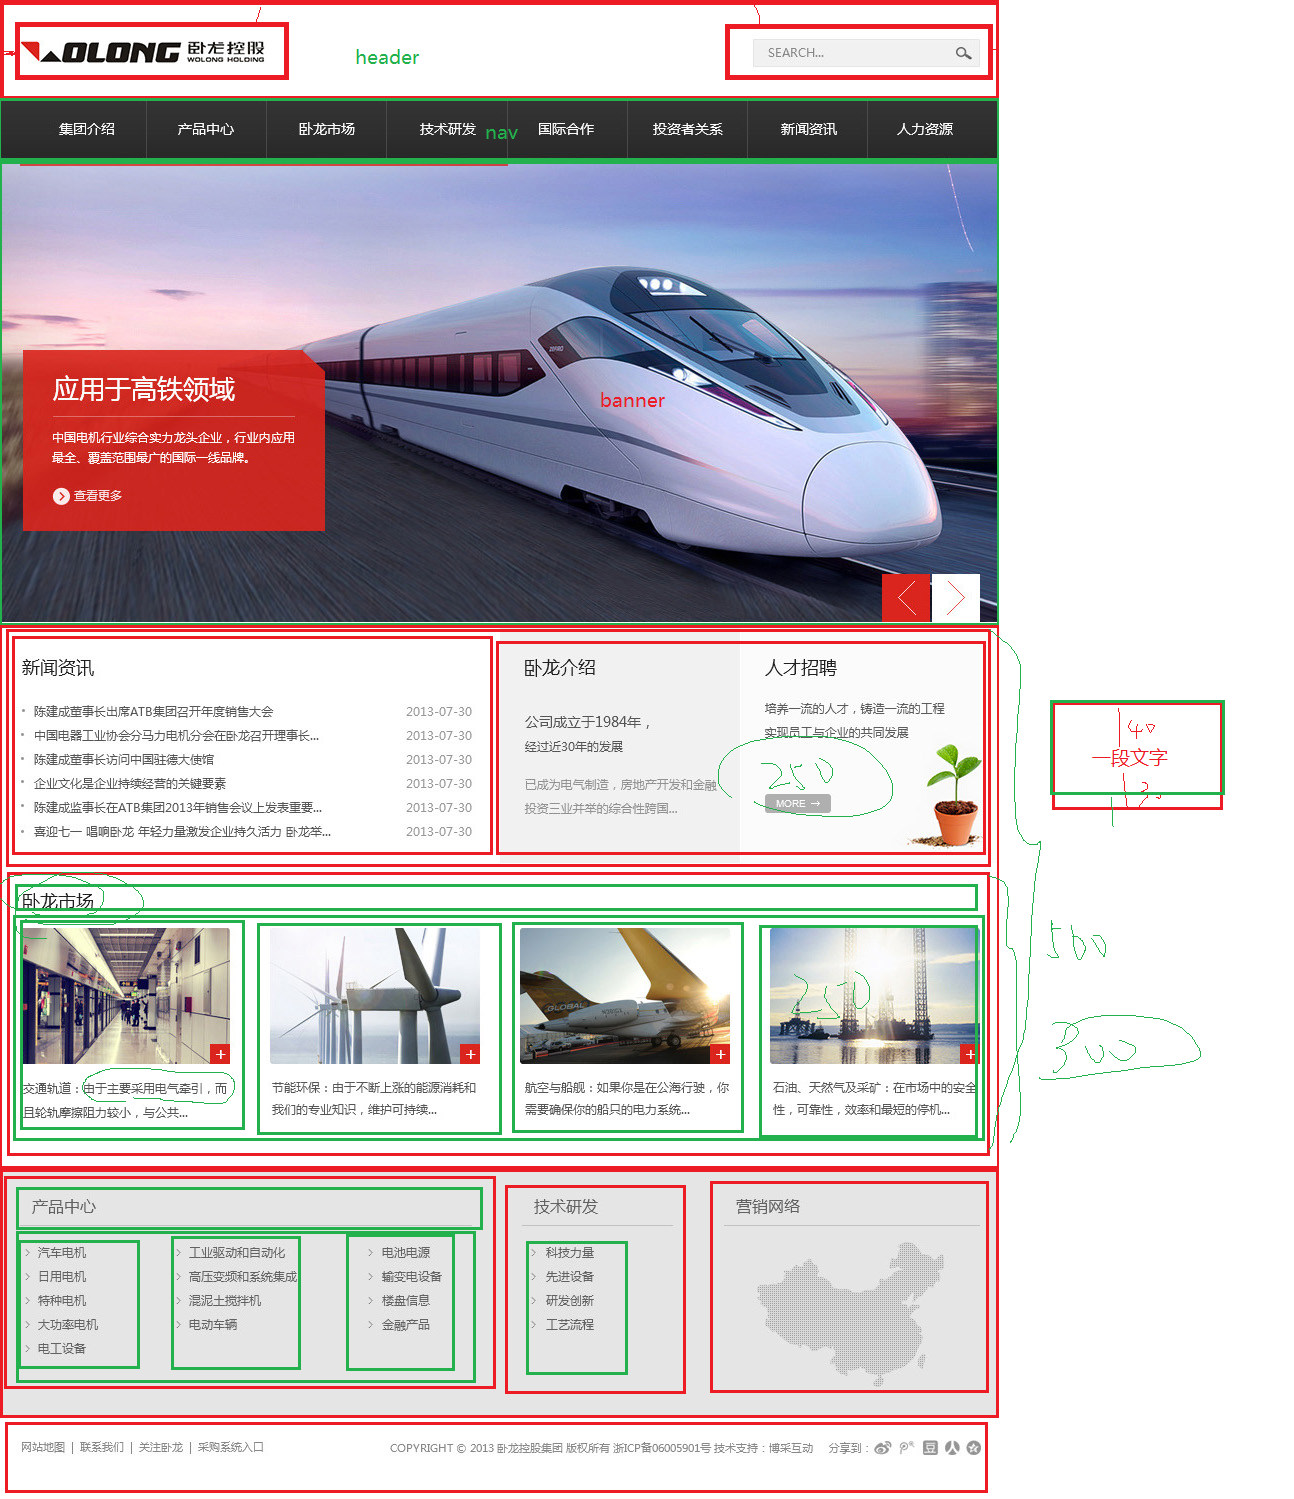 WOLONG 卧龙控股
WOLONG HOLDING
header
SEARCH...
集团介绍 产品中心 卧龙市场 技术研发 nav 国际合作 投资者关系 新闻资讯 人力资源
ZEFIRO
应用于高铁领域
banner
中国电机行业综合实力龙头企业，行业内应用
最全、覆盖范围最广的国际一线品牌。
查看更多
新闻资讯
陈建成董事长出席ATB集团召开年度销售大会 2013-07-30
中国电器工业协会分马力电机分会在卧龙召开理事长... 2013-07-30
陈建成董事长访问中国驻德大使馆 2013-07-30
企业文化是企业持续经营的关键要素 2013-07-30
陈建成监事长在ATB集团2013年销售会议上发表重要... 2013-07-30
喜迎七一 唱响卧龙 年轻力量激发企业持久活力 卧龙举... 2013-07-30
卧龙介绍
公司成立于1984年，
经过近30年的发展
已成为电气制造，房地产开发和金融
投资三业并举的综合性跨国...
人才招聘
培养一流的人才，铸造一流的工程
实现员工与企业的共同发展
250
MORE →
40
一段文字
卧龙市场
GLOBAL
250
500
300
交通轨道：由于主要采用电气牵引，而
且轮轨摩擦阻力较小，与公共...
节能环保：由于不断上涨的能源消耗和
我们的专业知识，维护可持续...
航空与船舰：如果你是在公海行驶，你
需要确保你的船只的电力系统...
石油、天然气及采矿：在市场中的安全
性，可靠性，效率和最短的停机...
产品中心
汽车电机
日用电机
特种电机
大功率电机
电工设备
工业驱动和自动化
高压变频和系统集成
混泥土搅拌机
电动车辆
电池电源
输变电设备
楼盘信息
金融产品
技术研发
科技力量
先进设备
研发创新
工艺流程
营销网络
网站地图 | 联系我们 | 关注卧龙 | 采购系统入口
COPYRIGHT © 2013 卧龙控股集团 版权所有 浙ICP备06005901号 技术支持：博采互动 分享到：